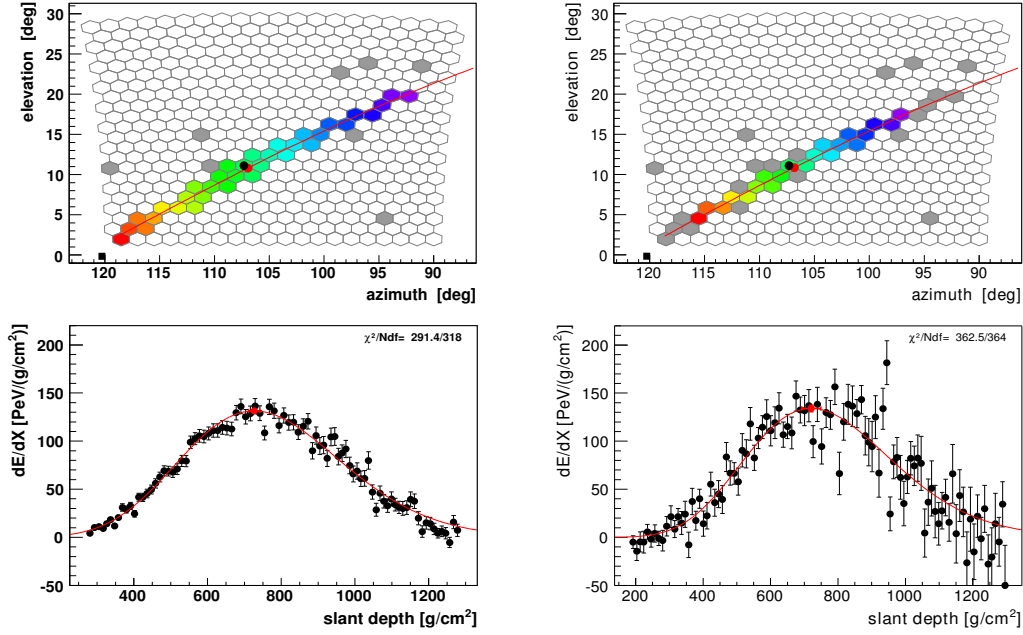 elevation [deg]
30
25
20
15
10
5
0
120 115 110 105 100 95 90
azimuth [deg]
elevation [deg]
30
25
20
15
10
5
0
120 115 110 105 100 95 90
azimuth [deg]
dE/dX [PeV/(g/cm²)]
χ²/Ndf= 291.4/318
200
150
100
50
0
-50
400 600 800 1000 1200
slant depth [g/cm²]
dE/dX [PeV/(g/cm²)]
χ²/Ndf= 362.5/364
200
150
100
50
0
-50
200 400 600 800 1000 1200
slant depth [g/cm²]